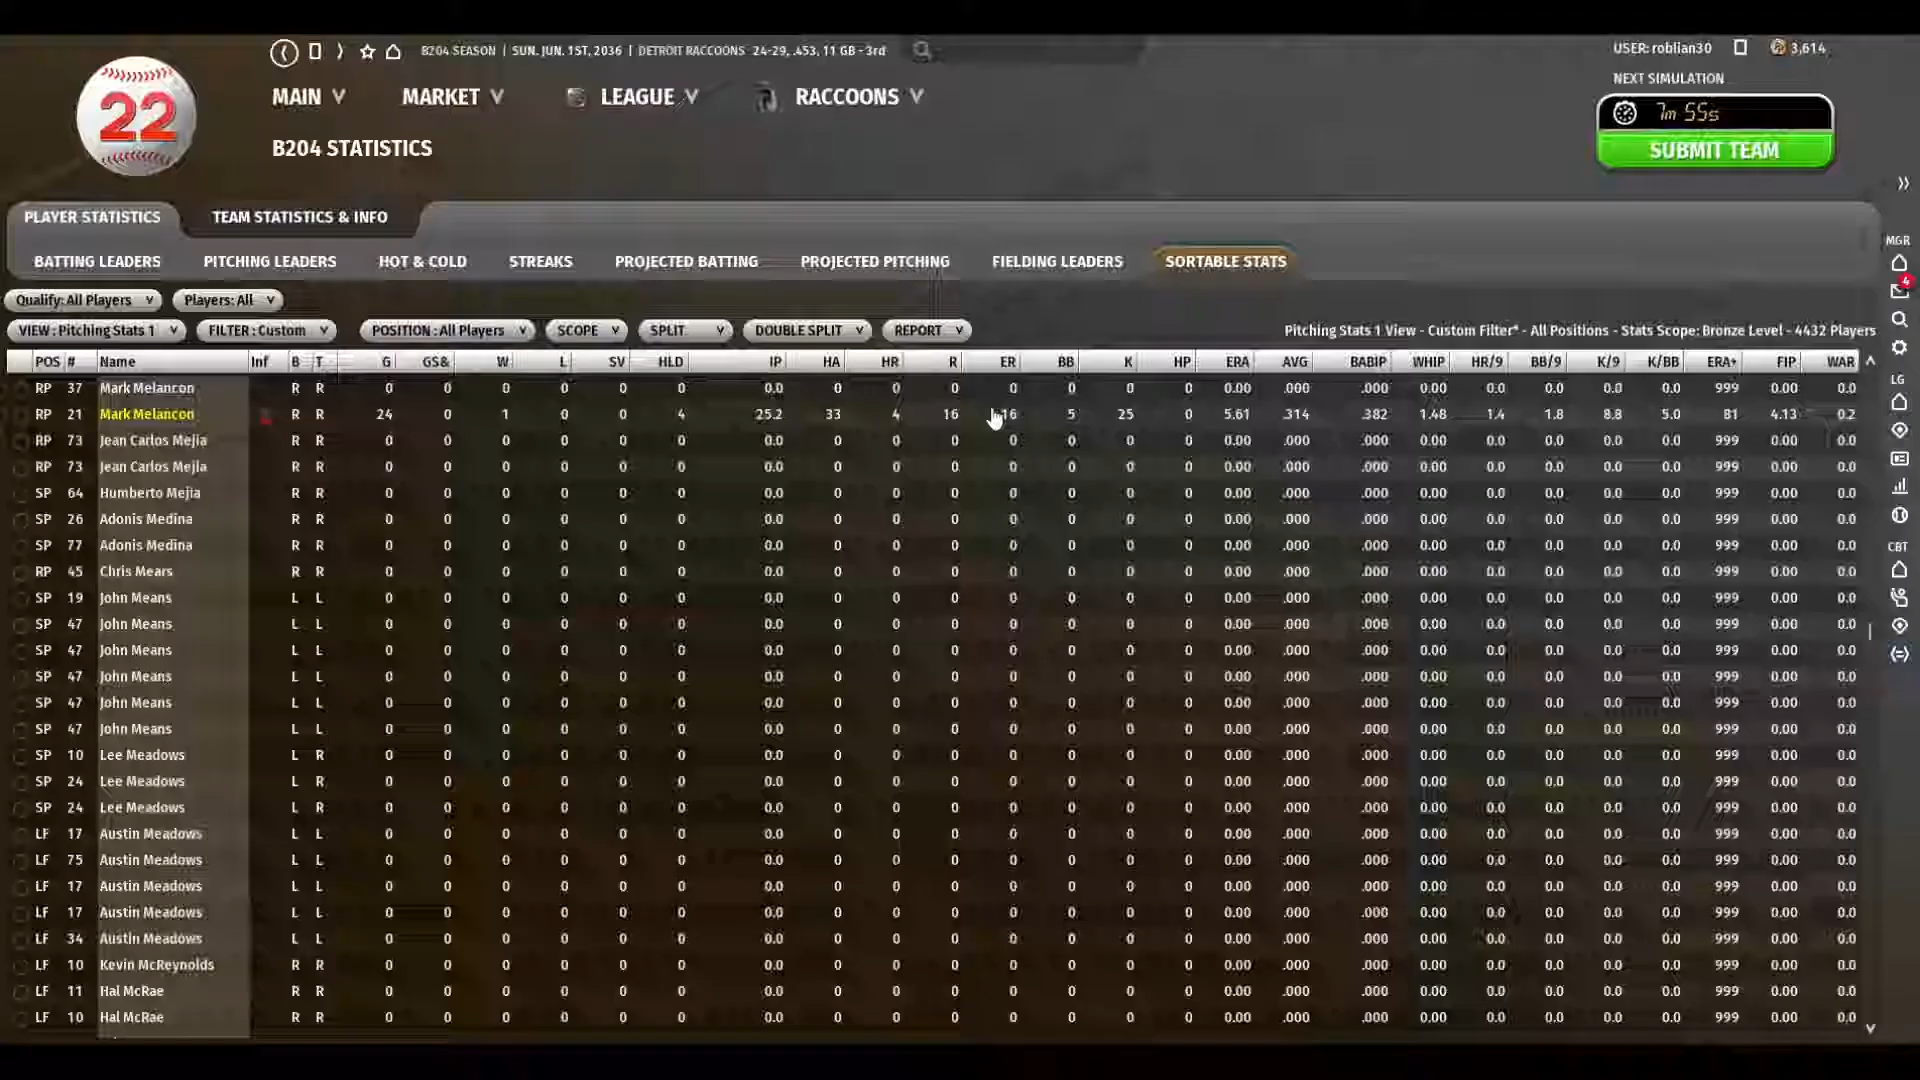 22
B204 SEASON | SUN. JUN. 1ST, 2036 | DETROIT RACCOONS 24-29, .453, 11 GB - 3rd
USER: roblian30 3,614
NEXT SIMULATION
MAIN MARKET LEAGUE RACCOONS
7m 55s
B204 STATISTICS
SUBMIT TEAM
PLAYER STATISTICS TEAM STATISTICS & INFO
BATTING LEADERS PITCHING LEADERS HOT & COLD STREAKS PROJECTED BATTING PROJECTED PITCHING FIELDING LEADERS SORTABLE STATS
MGR
4
LG
CBT
Qualify: All Players Players: All
VIEW : Pitching Stats 1 FILTER : Custom POSITION : All Players SCOPE SPLIT DOUBLE SPLIT REPORT Pitching Stats 1 View - Custom Filter* - All Positions - Stats Scope: Bronze Level - 4432 Players
POS # Name Inf B T G GS& W L SV HLD IP HA HR R ER BB K HP ERA AVG BABIP WHIP HR/9 BB/9 K/9 K/BB ERA+ FIP WAR
RP 37 Mark Melancon R R 0 0 0 0 0 0 0.0 0 0 0 0 0 0 0 0.00 .000 .000 0.00 0.0 0.0 0.0 0.0 999 0.00 0.0
RP 21 Mark Melancon R R 24 0 1 0 0 4 25.2 33 4 16 16 5 25 0 5.61 .314 .382 1.48 1.4 1.8 8.8 5.0 81 4.13 0.2
RP 73 Jean Carlos Mejia R R 0 0 0 0 0 0 0.0 0 0 0 0 0 0 0 0.00 .000 .000 0.00 0.0 0.0 0.0 0.0 999 0.00 0.0
RP 73 Jean Carlos Mejia R R 0 0 0 0 0 0 0.0 0 0 0 0 0 0 0 0.00 .000 .000 0.00 0.0 0.0 0.0 0.0 999 0.00 0.0
SP 64 Humberto Mejia R R 0 0 0 0 0 0 0.0 0 0 0 0 0 0 0 0.00 .000 .000 0.00 0.0 0.0 0.0 0.0 999 0.00 0.0
SP 26 Adonis Medina R R 0 0 0 0 0 0 0.0 0 0 0 0 0 0 0 0.00 .000 .000 0.00 0.0 0.0 0.0 0.0 999 0.00 0.0
SP 77 Adonis Medina R R 0 0 0 0 0 0 0.0 0 0 0 0 0 0 0 0.00 .000 .000 0.00 0.0 0.0 0.0 0.0 999 0.00 0.0
RP 45 Chris Mears R R 0 0 0 0 0 0 0.0 0 0 0 0 0 0 0 0.00 .000 .000 0.00 0.0 0.0 0.0 0.0 999 0.00 0.0
SP 19 John Means L L 0 0 0 0 0 0 0.0 0 0 0 0 0 0 0 0.00 .000 .000 0.00 0.0 0.0 0.0 0.0 999 0.00 0.0
SP 47 John Means L L 0 0 0 0 0 0 0.0 0 0 0 0 0 0 0 0.00 .000 .000 0.00 0.0 0.0 0.0 0.0 999 0.00 0.0
SP 47 John Means L L 0 0 0 0 0 0 0.0 0 0 0 0 0 0 0 0.00 .000 .000 0.00 0.0 0.0 0.0 0.0 999 0.00 0.0
SP 47 John Means L L 0 0 0 0 0 0 0.0 0 0 0 0 0 0 0 0.00 .000 .000 0.00 0.0 0.0 0.0 0.0 999 0.00 0.0
SP 47 John Means L L 0 0 0 0 0 0 0.0 0 0 0 0 0 0 0 0.00 .000 .000 0.00 0.0 0.0 0.0 0.0 999 0.00 0.0
SP 47 John Means L L 0 0 0 0 0 0 0.0 0 0 0 0 0 0 0 0.00 .000 .000 0.00 0.0 0.0 0.0 0.0 999 0.00 0.0
SP 10 Lee Meadows L R 0 0 0 0 0 0 0.0 0 0 0 0 0 0 0 0.00 .000 .000 0.00 0.0 0.0 0.0 0.0 999 0.00 0.0
SP 24 Lee Meadows L R 0 0 0 0 0 0 0.0 0 0 0 0 0 0 0 0.00 .000 .000 0.00 0.0 0.0 0.0 0.0 999 0.00 0.0
SP 24 Lee Meadows L R 0 0 0 0 0 0 0.0 0 0 0 0 0 0 0 0.00 .000 .000 0.00 0.0 0.0 0.0 0.0 999 0.00 0.0
LF 17 Austin Meadows L L 0 0 0 0 0 0 0.0 0 0 0 0 0 0 0 0.00 .000 .000 0.00 0.0 0.0 0.0 0.0 999 0.00 0.0
LF 75 Austin Meadows L L 0 0 0 0 0 0 0.0 0 0 0 0 0 0 0 0.00 .000 .000 0.00 0.0 0.0 0.0 0.0 999 0.00 0.0
LF 17 Austin Meadows L L 0 0 0 0 0 0 0.0 0 0 0 0 0 0 0 0.00 .000 .000 0.00 0.0 0.0 0.0 0.0 999 0.00 0.0
LF 17 Austin Meadows L L 0 0 0 0 0 0 0.0 0 0 0 0 0 0 0 0.00 .000 .000 0.00 0.0 0.0 0.0 0.0 999 0.00 0.0
LF 34 Austin Meadows L L 0 0 0 0 0 0 0.0 0 0 0 0 0 0 0 0.00 .000 .000 0.00 0.0 0.0 0.0 0.0 999 0.00 0.0
LF 10 Kevin McReynolds R R 0 0 0 0 0 0 0.0 0 0 0 0 0 0 0 0.00 .000 .000 0.00 0.0 0.0 0.0 0.0 999 0.00 0.0
LF 11 Hal McRae R R 0 0 0 0 0 0 0.0 0 0 0 0 0 0 0 0.00 .000 .000 0.00 0.0 0.0 0.0 0.0 999 0.00 0.0
LF 10 Hal McRae R R 0 0 0 0 0 0 0.0 0 0 0 0 0 0 0 0.00 .000 .000 0.00 0.0 0.0 0.0 0.0 999 0.00 0.0